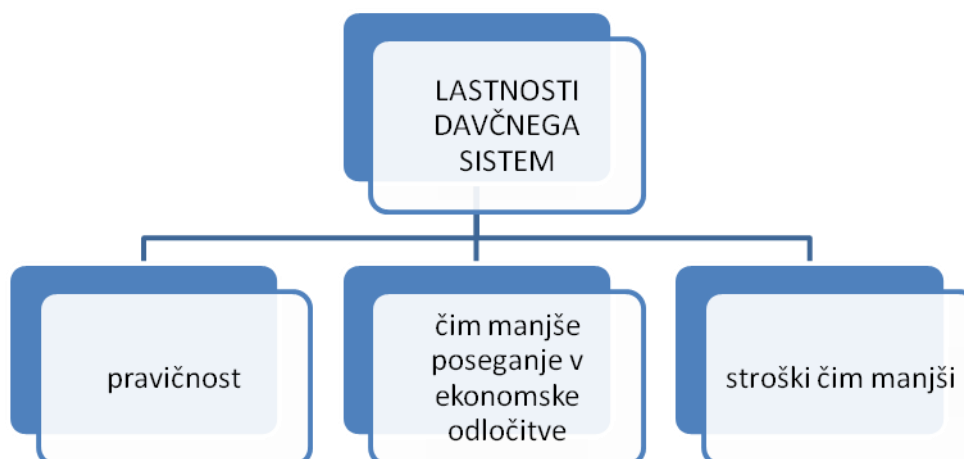 LASTNOSTI
DAVČNEGA
SISTEM
pravičnost
čim manjše
poseganje v
ekonomske
odločitve
stroški čim manjši